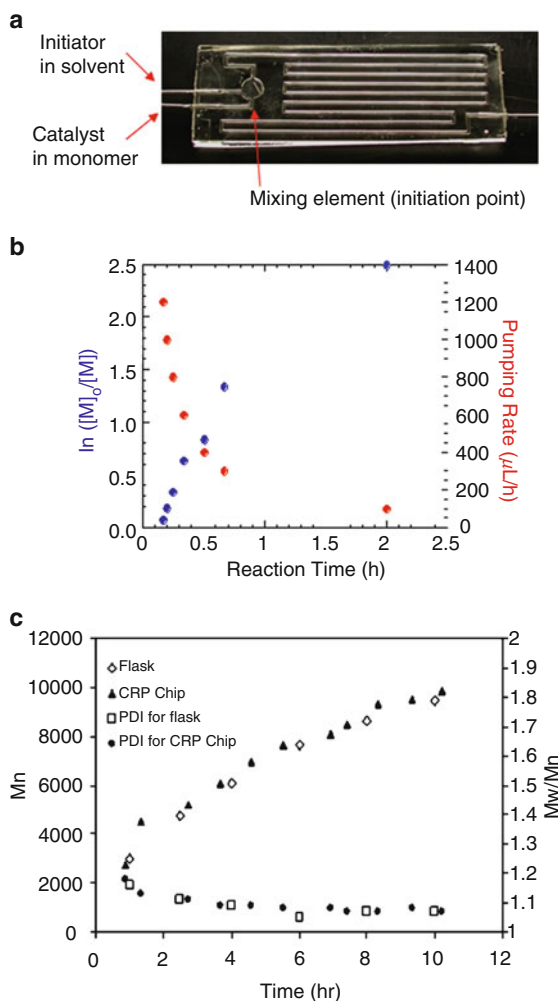 a
Initiator
in solvent
Catalyst
in monomer
Mixing element (initiation point)
b
2.5
2.0
1.5
1.0
0.5
0.0
ln ([M]₀/[M])
1400
1200
1000
800
600
400
200
0
Pumping Rate (µL/h)
0
0.5
1
1.5
2
2.5
Reaction Time (h)
c
12000
10000
8000
6000
4000
2000
0
Mn
Flask
CRP Chip
PDI for flask
PDI for CRP Chip
2
1.9
1.8
1.7
1.6
1.5
1.4
1.3
1.2
1.1
1
Mw/Mn
0
2
4
6
8
10
12
Time (hr)